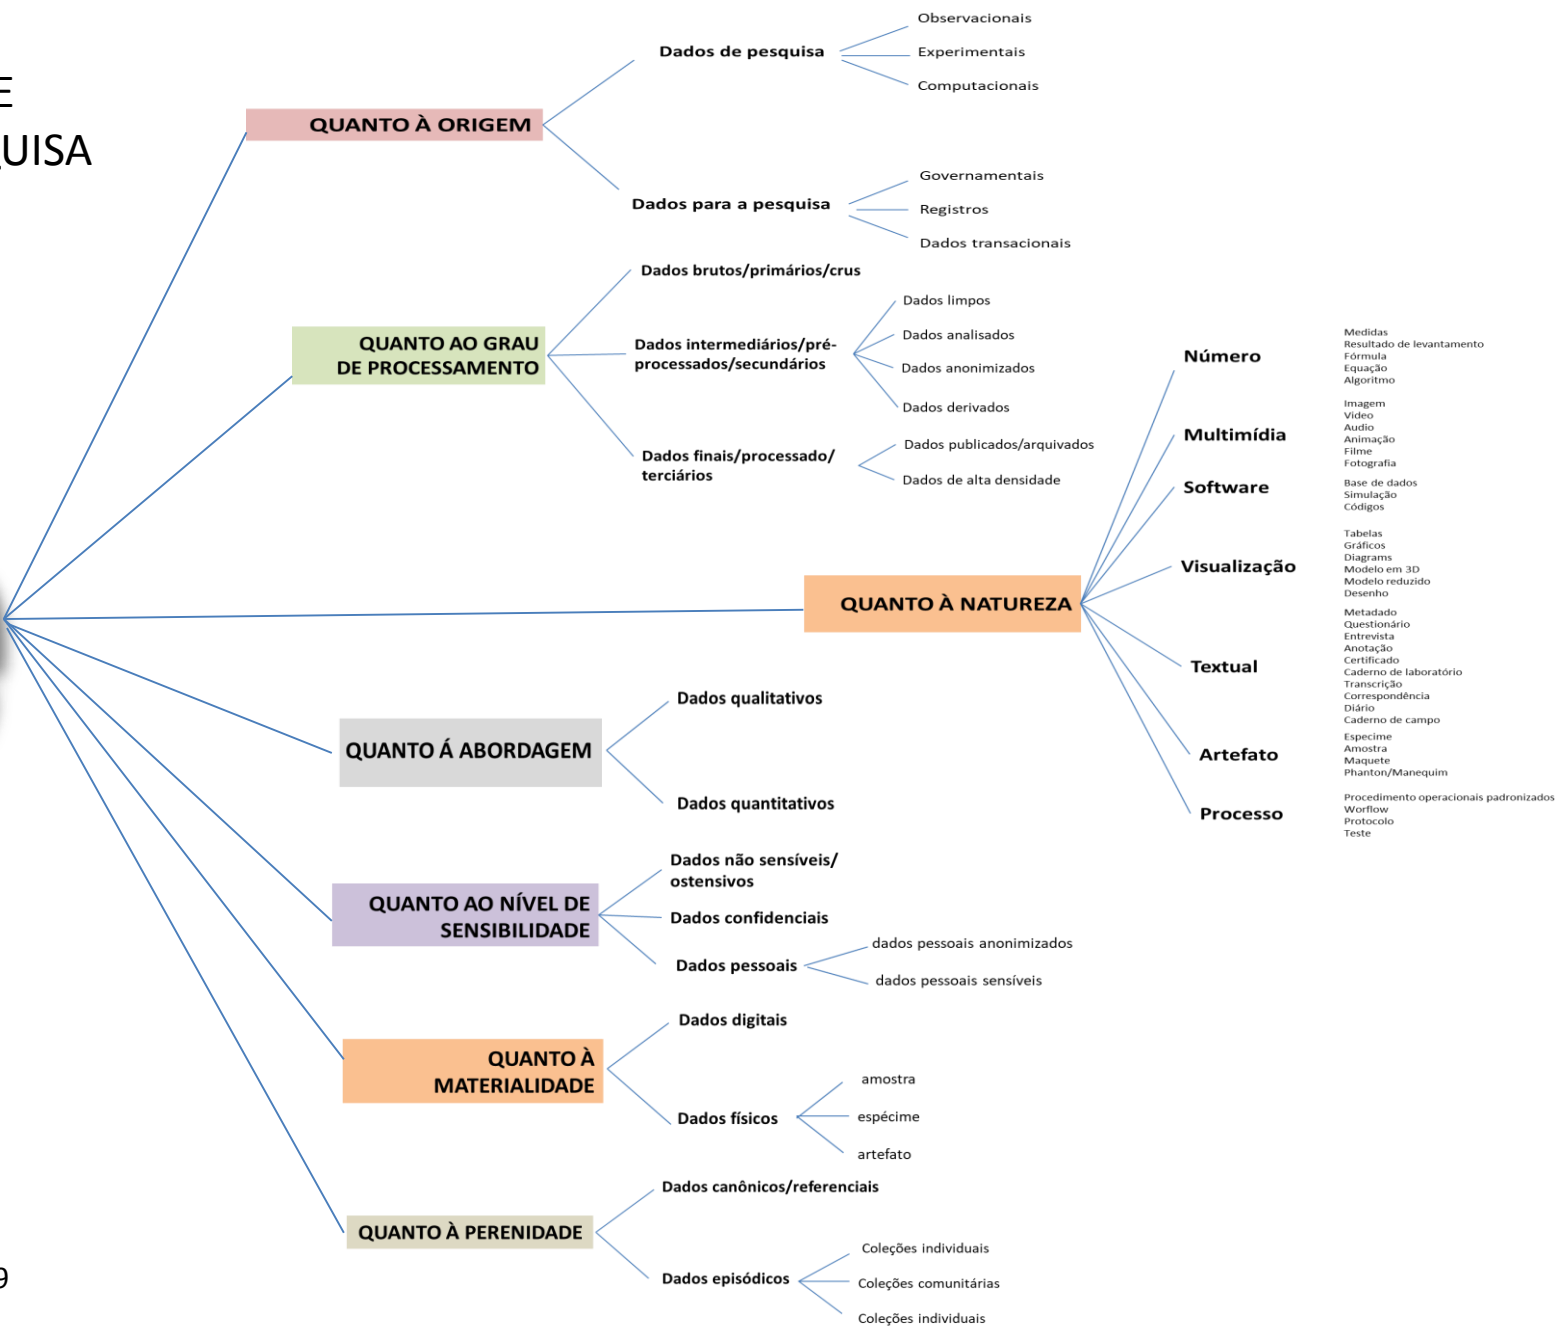 E
QUISA
QUANTO À ORIGEM
Dados de pesquisa
Observacionais
Experimentais
Computacionais
Dados para a pesquisa
Governamentais
Registros
Dados transacionais
QUANTO AO GRAU
DE PROCESSAMENTO
Dados brutos/primários/crus
Dados intermediários/pré-
processados/secundários
Dados limpos
Dados analisados
Dados anonimizados
Dados derivados
Dados finais/processado/
terciários
Dados publicados/arquivados
Dados de alta densidade
QUANTO À NATUREZA
Número
Medidas
Resultado de levantamento
Fórmula
Equação
Algoritmo
Multimídia
Imagem
Video
Audio
Animação
Filme
Fotografia
Software
Base de dados
Simulação
Códigos
Visualização
Tabelas
Gráficos
Diagrams
Modelo em 3D
Modelo reduzido
Desenho
Textual
Metadado
Questionário
Entrevista
Anotação
Certificado
Caderno de laboratório
Transcrição
Correspondência
Diário
Caderno de campo
Artefato
Especime
Amostra
Maquete
Phanton/Manequim
Processo
Procedimento operacionais padronizados
Worflow
Protocolo
Teste
QUANTO Á ABORDAGEM
Dados qualitativos
Dados quantitativos
QUANTO AO NÍVEL DE
SENSIBILIDADE
Dados não sensíveis/
ostensivos
Dados confidenciais
Dados pessoais
dados pessoais anonimizados
dados pessoais sensíveis
QUANTO À
MATERIALIDADE
Dados digitais
Dados físicos
amostra
espécime
artefato
QUANTO À PERENIDADE
Dados canônicos/referenciais
Dados episódicos
Coleções individuais
Coleções comunitárias
Coleções individuais
9